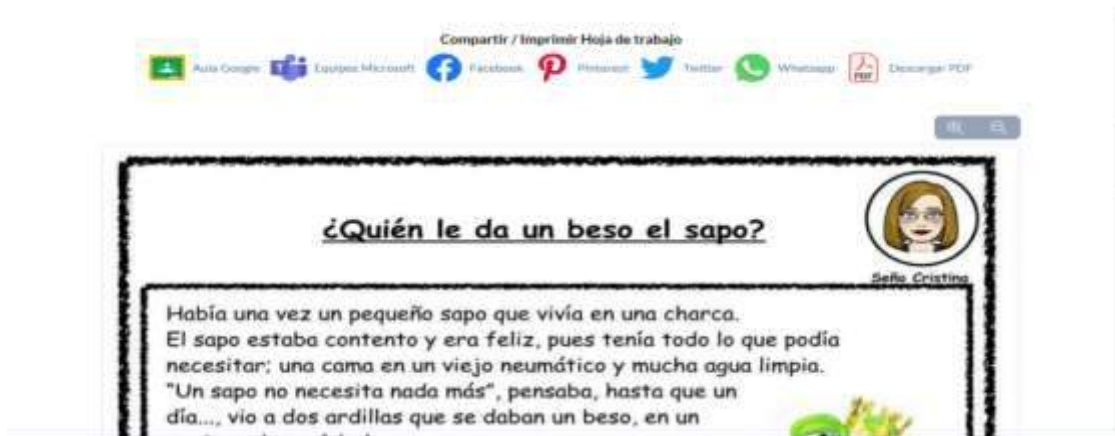 Compartir / Imprimir Hoja de trabajo
Aula Google Equipos Microsoft Facebook Pinterest Twitter Whatsapp PDF Descargar PDF
¿Quién le da un beso el sapo?
Seño Cristina
Había una vez un pequeño sapo que vivía en una charca.
El sapo estaba contento y era feliz, pues tenía todo lo que podía
necesitar; una cama en un viejo neumático y mucha agua limpia.
"Un sapo no necesita nada más", pensaba, hasta que un
día..., vio a dos ardillas que se daban un beso, en un